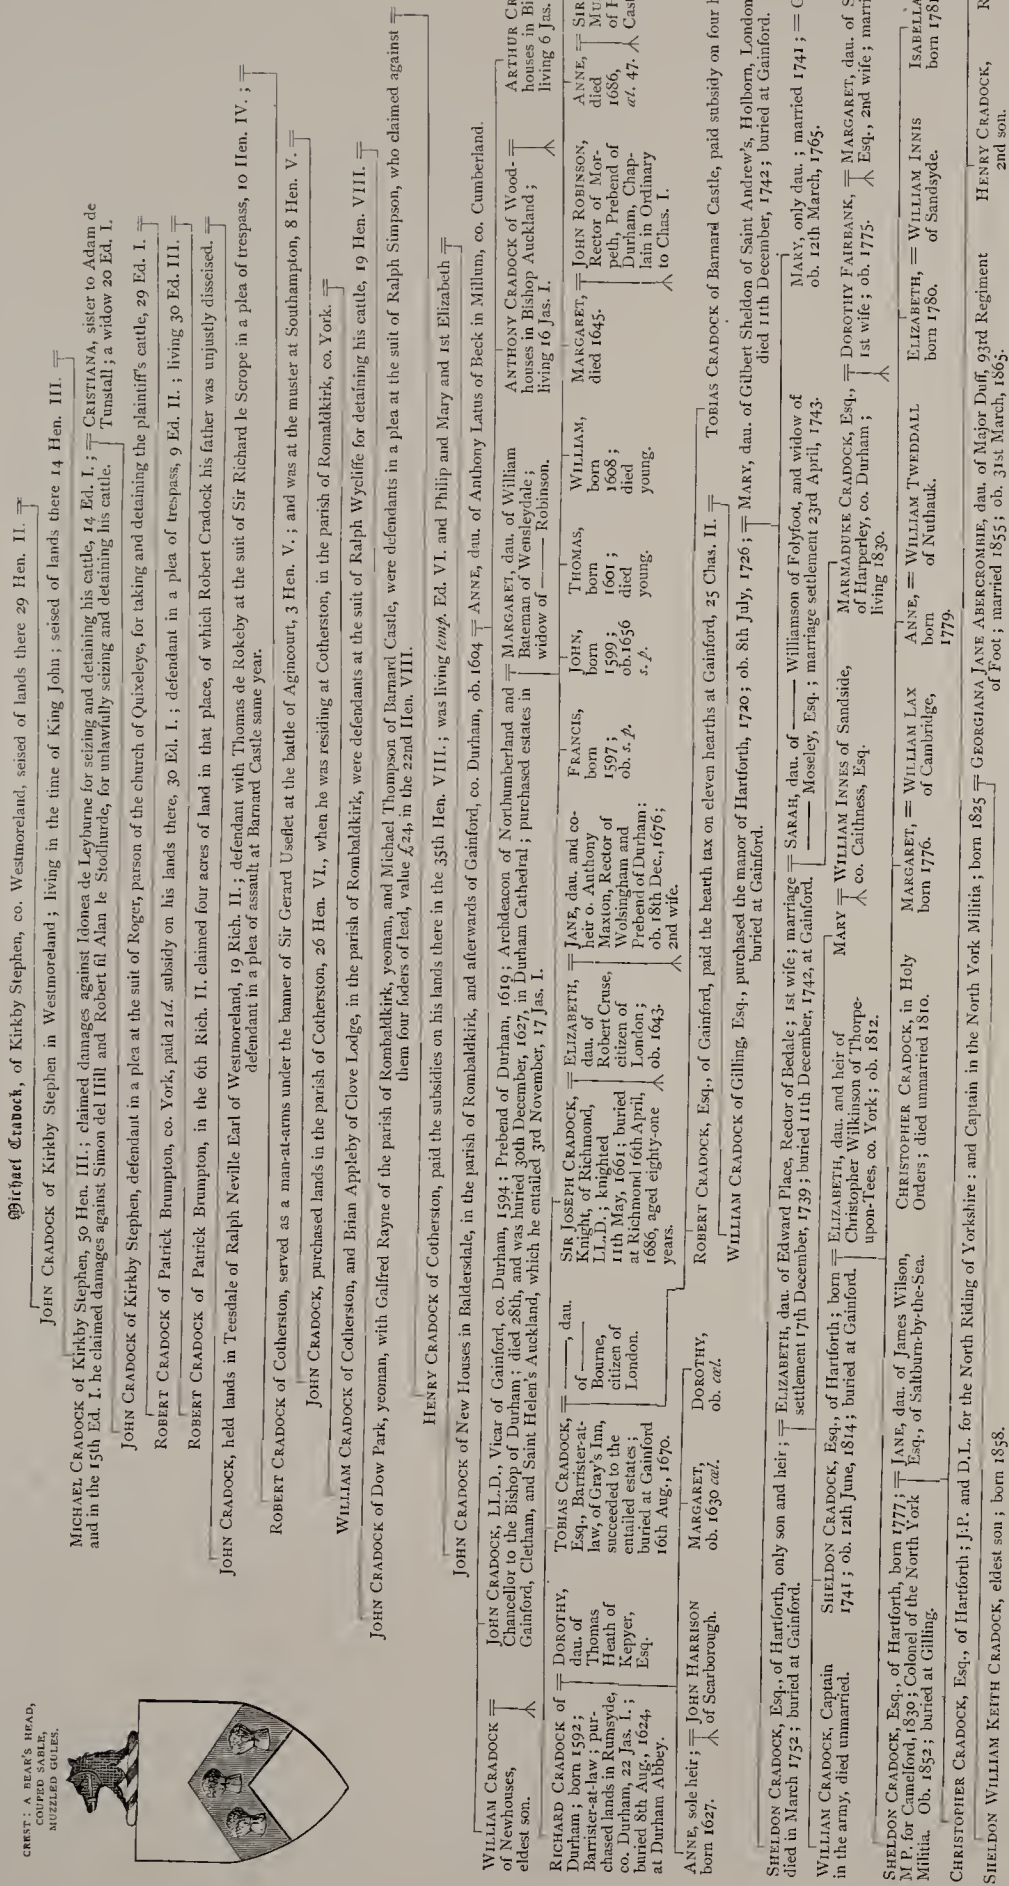 CREST: A BEAR'S HEAD,
COUPED SABLE,
MUZZLED GULES.
Michael Cradock, of Kirkby Stephen, co. Westmoreland, seised of lands there 29 Hen. II.
JOHN CRADOCK of Kirkby Stephen in Westmoreland; living in the time of King John; seised of lands there 14 Hen. III.
MICHAEL CRADOCK of Kirkby Stephen, 50 Hen. III.; claimed damages against Idonea de Leyburne for seizing and detaining his cattle, 14 Ed. I.;
and in the 15th Ed. I. he claimed damages against Simon del Hill and Robert fil Alan le Stodhurde, for unlawfully seizing and detaining his cattle.
CRISTIANA, sister to Adam de
Tunstall; a widow 20 Ed. I.
JOHN CRADOCK of Kirkby Stephen, defendant in a plea at the suit of Roger, parson of the church of Quixeleye, for taking and detaining the plaintiff's cattle, 29 Ed. I.
ROBERT CRADOCK of Patrick Brumpton, co. York, paid 21d. subsidy on his lands there, 30 Ed. I.; defendant in a plea of trespass, 9 Ed. II.; living 30 Ed. III.
ROBERT CRADOCK of Patrick Brumpton, in the 6th Rich. II. claimed four acres of land in that place, of which Robert Cradock his father was unjustly disseised.
JOHN CRADOCK, held lands in Teesdale of Ralph Neville Earl of Westmoreland, 19 Rich. II.; defendant with Thomas de Rokeby at the suit of Sir Richard le Scrope in a plea of trespass, 10 Hen. IV.;
defendant in a plea of assault at Barnard Castle same year.
ROBERT CRADOCK of Cotherston, served as a man-at-arms under the banner of Sir Gerard Useflet at the battle of Agincourt, 3 Hen. V.; and was at the muster at Southampton, 8 Hen. V.
JOHN CRADOCK, purchased lands in the parish of Cotherston, 26 Hen. VI., when he was residing at Cotherston, in the parish of Romaldkirk, co. York.
WILLIAM CRADOCK of Cotherston, and Brian Appleby of Clove Lodge, in the parish of Rombaldkirk, were defendants at the suit of Ralph Wycliffe for detaining his cattle, 19 Hen. VIII.
JOHN CRADOCK of Dow Park, yeoman, with Galfred Rayne of the parish of Rombaldkirk, yeoman, and Michael Thompson of Barnard Castle, were defendants in a plea at the suit of Ralph Simpson, who claimed against
them four foders of lead, value £24, in the 22nd Hen. VIII.
HENRY CRADOCK of Cotherston, paid the subsidies on his lands there in the 35th Hen. VIII.; was living temp. Ed. VI. and Philip and Mary and 1st Elizabeth
JOHN CRADOCK of New Houses in Baldersdale, in the parish of Rombaldkirk, and afterwards of Gainford, co. Durham, ob. 1604
ANNE, dau. of Anthony Latus of Beck in Millum, co. Cumberland.
WILLIAM CRADOCK
of Newhouses,
eldest son.
JOHN CRADOCK, LL.D., Vicar of Gainford, co. Durham, 1594; Prebend of Durham, 1619; Archdeacon of Northumberland and
Chancellor to the Bishop of Durham; died 28th, and was buried 30th December, 1627, in Durham Cathedral; purchased estates in
Gainford, Cletham, and Saint Helen's Auckland, which he entailed 3rd November, 17 Jas. I.
MARGARET, dau. of William
Bateman of Wensleydale;
widow of —— Robinson.
ANTHONY CRADOCK of Wood-
houses in Bishop Auckland;
living 16 Jas. I.
ARTHUR CR
houses in Bi
living 6 Jas.
RICHARD CRADOCK of
Durham; born 1592;
Barrister-at-law; pur-
chased lands in Rumsyde,
co. Durham, 22 Jas. I.;
buried 8th Aug., 1624,
at Durham Abbey.
DOROTHY,
dau. of
Thomas
Heath of
Kepyer,
Esq.
TOBIAS CRADOCK,
Esq., Barrister-at-
law, of Gray's Inn,
succeeded to the
entailed estates;
buried at Gainford
16th Aug., 1670.
——, dau.
of ——
Bourne,
citizen of
London.
SIR JOSEPH CRADOCK,
Knight, of Richmond,
LL.D.; knighted
11th May, 1661; buried
at Richmond 16th April,
1686, aged eighty-one
years.
ELIZABETH,
dau. of
Robert Cruse,
citizen of
London;
ob. 1643.
JANE, dau. and co-
heir o. Anthony
Maxton, Rector of
Wolsingham and
Prebend of Durham:
ob. 18th Dec., 1676;
2nd wife.
FRANCIS,
born
1597;
ob. s. p.
JOHN,
born
1599;
ob. 1656
s. p.
THOMAS,
born
1601;
died
young.
WILLIAM,
born
1608;
died
young.
MARGARET,
died 1645.
JOHN ROBINSON,
Rector of Mor-
peth, Prebend of
Durham, Chap-
lain in Ordinary
to Chas. I.
ANNE,
died
1686,
æt. 47.
SIR
MU
of H
Cast
ANNE, sole heir;
born 1627.
JOHN HARRISON
of Scarborough.
MARGARET,
ob. 1630 cæl.
DOROTHY,
ob. cæl.
ROBERT CRADOCK, Esq., of Gainford, paid the hearth tax on eleven hearths at Gainford, 25 Chas. II.
TOBIAS CRADOCK of Barnard Castle, paid subsidy on four h
WILLIAM CRADOCK of Gilling, Esq., purchased the manor of Hartforth, 1720; ob. 8th July, 1726;
buried at Gainford.
MARY, dau. of Gilbert Sheldon of Saint Andrew's, Holborn, London
died 11th December, 1742; buried at Gainford.
SHELDON CRADOCK, Esq., of Hartforth, only son and heir;
died in March 1752; buried at Gainford.
ELIZABETH, dau. of Edward Place, Rector of Bedale; 1st wife; marriage
settlement 17th December, 1739; buried 11th December, 1742, at Gainford.
SARAH, dau. of —— Williamson of Folyfoot, and widow of
—— Moseley, Esq.; marriage settlement 23rd April, 1743.
MARY, only dau.; married 1741;
ob. 12th March, 1765.
WILLIAM CRADOCK, Captain
in the army, died unmarried.
SHELDON CRADOCK, Esq., of Hartforth; born
1741; ob. 12th June, 1814; buried at Gainford.
ELIZABETH, dau. and heir of
Christopher Wilkinson of Thorpe-
upon-Tees, co. York; ob. 1812.
MARY
WILLIAM INNES of Sandside,
co. Caithness, Esq.
MARMADUKE CRADOCK, Esq.,
of Harperley, co. Durham;
living 1830.
DOROTHY FAIRBANK,
1st wife; ob. 1775.
MARGARET, dau. of S
Esq., 2nd wife; marri
SHELDON CRADOCK, Esq., of Hartforth, born 1777;
M P. for Camelford, 1830; Colonel of the North York
Militia. Ob. 1852; buried at Gilling.
JANE, dau. of James Wilson,
Esq., of Saltburn-by-the-Sea.
CHRISTOPHER CRADOCK, in Holy
Orders; died unmarried 1810.
MARGARET,
born 1776.
WILLIAM LAX
of Cambridge,
ANNE,
born
1779.
WILLIAM TWEDDALL
of Nuthauk.
ELIZABETH,
born 1780.
WILLIAM INNIS
of Sandsyde.
ISABELLA
born 1781
CHRISTOPHER CRADOCK, Esq., of Hartforth; J.P. and D.L. for the North Riding of Yorkshire; and Captain in the North York Militia; born 1825
GEORGIANA JANE ABERCROMBIE, dau. of Major Duff, 93rd Regiment
of Foot; married 1855; ob. 31st March, 1865.
HENRY CRADOCK,
2nd son.
R
SHELDON WILLIAM KEITH CRADOCK, eldest son; born 1858.